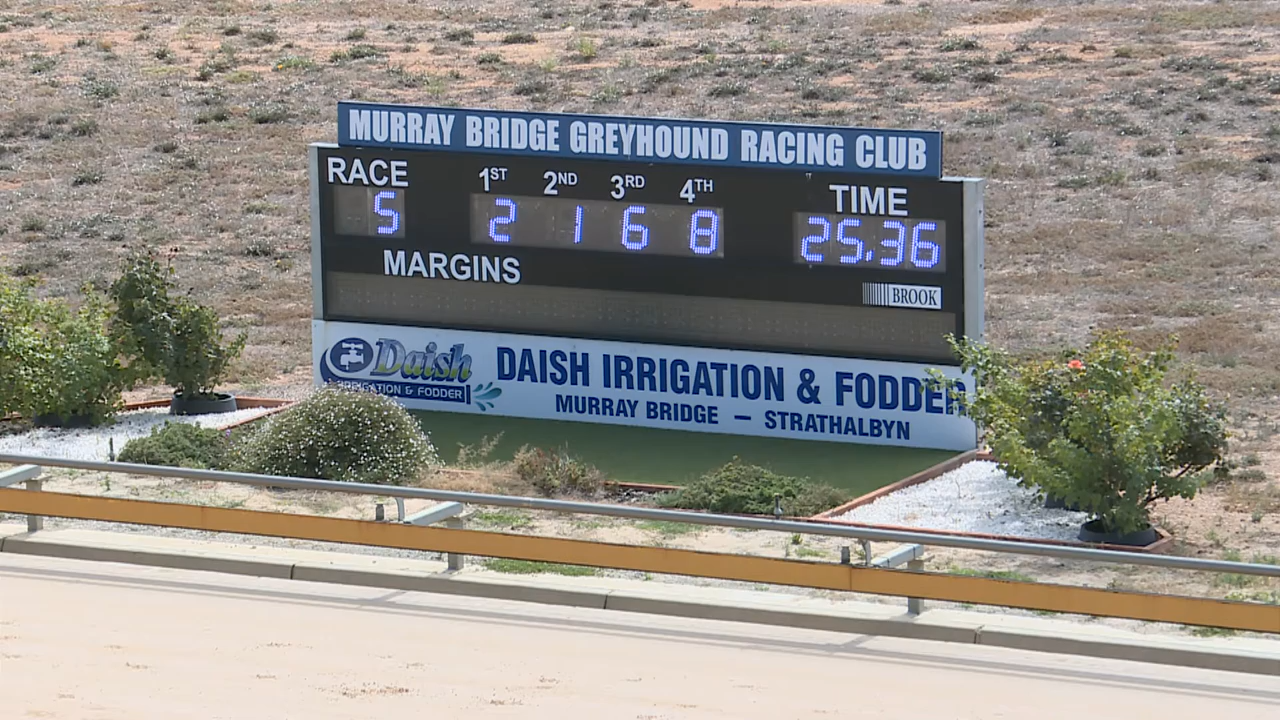 MURRAY BRIDGE GREYHOUND RACING CLUB
RACE 1ST 2ND 3RD 4TH TIME
5 2 1 6 8 25.36
MARGINS
BROOK
Daish
IRRIGATION & FODDER
DAISH IRRIGATION & FODDER
MURRAY BRIDGE – STRATHALBYN